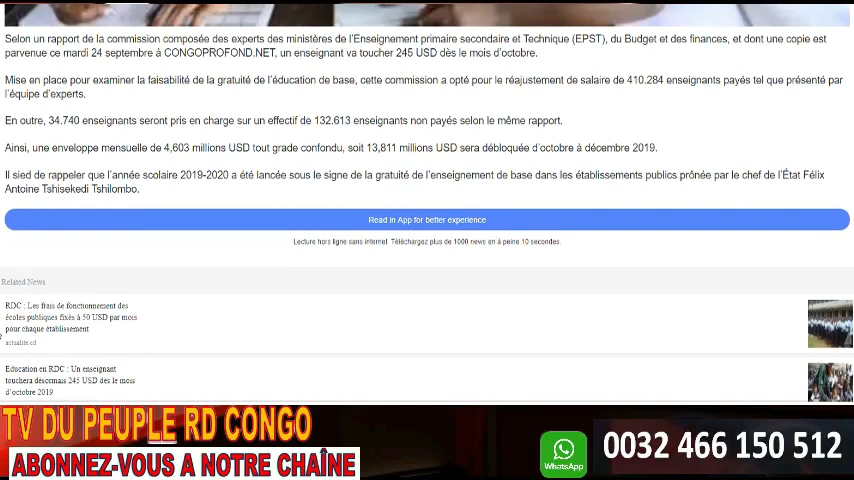 Selon un rapport de la commission composée des experts des ministères de l'Enseignement primaire secondaire et Technique (EPST), du Budget et des finances, et dont une copie est
parvenue ce mardi 24 septembre à CONGOPROFOND.NET, un enseignant va toucher 245 USD dès le mois d'octobre.
Mise en place pour examiner la faisabilité de la gratuité de l'éducation de base, cette commission a opté pour le réajustement de salaire de 410.284 enseignants payés tel que présenté par
l'équipe d'experts.
En outre, 34.740 enseignants seront pris en charge sur un effectif de 132.613 enseignants non payés selon le même rapport.
Ainsi, une enveloppe mensuelle de 4,603 millions USD tout grade confondu, soit 13,811 millions USD sera débloquée d'octobre à décembre 2019.
Il sied de rappeler que l'année scolaire 2019-2020 a été lancée sous le signe de la gratuité de l'enseignement de base dans les établissements publics prônée par le chef de l'État Félix
Antoine Tshisekedi Tshilombo.
Read in App for better experience
Lecture hors ligne sans internet. Téléchargez plus de 1000 news en à peine 10 secondes.
Related News
RDC : Les frais de fonctionnement des
écoles publiques fixés à 50 USD par mois
pour chaque établissement
actualite.cd
Education en RDC : Un enseignant
touchera désormais 245 USD dès le mois
d'octobre 2019
TV DU PEUPLE RD CONGO
ABONNEZ-VOUS A NOTRE CHAÎNE
WhatsApp
0032 466 150 512